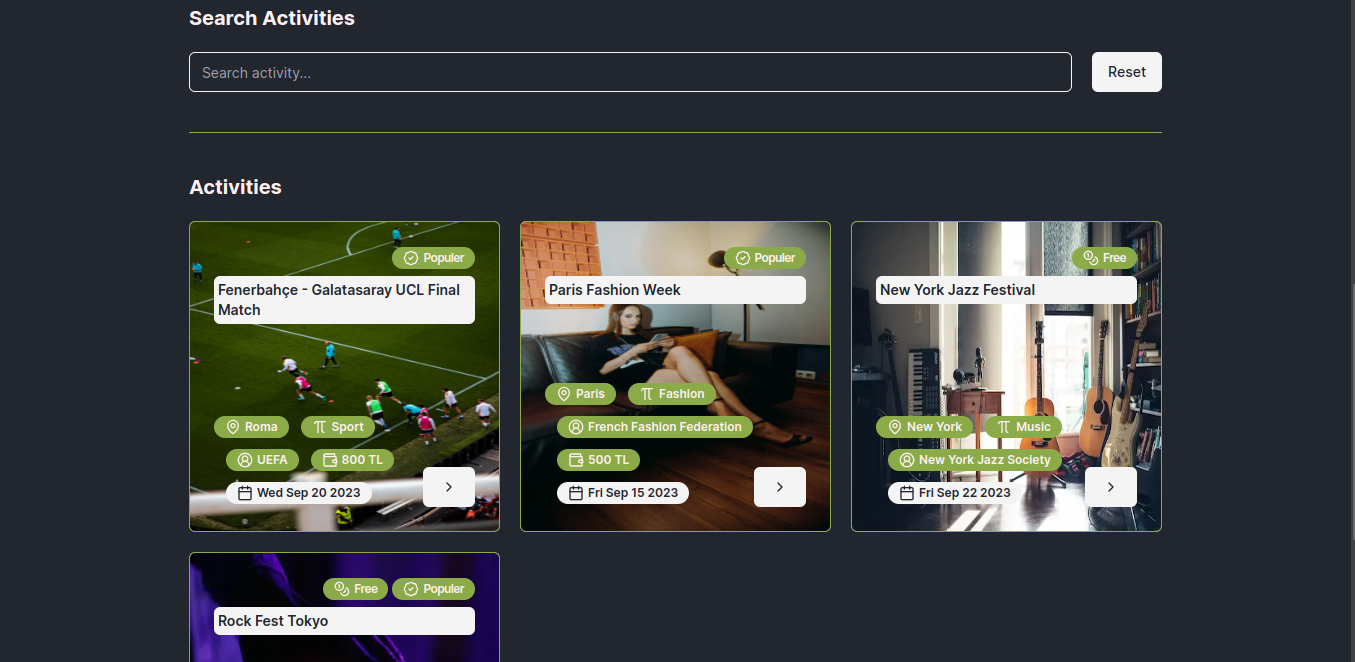 Search Activities
Search activity...
Reset
Activities
Populer
Fenerbahçe - Galatasaray UCL Final
Match
Roma
Sport
UEFA
800 TL
Wed Sep 20 2023
Populer
Paris Fashion Week
Paris
Fashion
French Fashion Federation
500 TL
Fri Sep 15 2023
Free
New York Jazz Festival
New York
Music
New York Jazz Society
Fri Sep 22 2023
Free
Populer
Rock Fest Tokyo